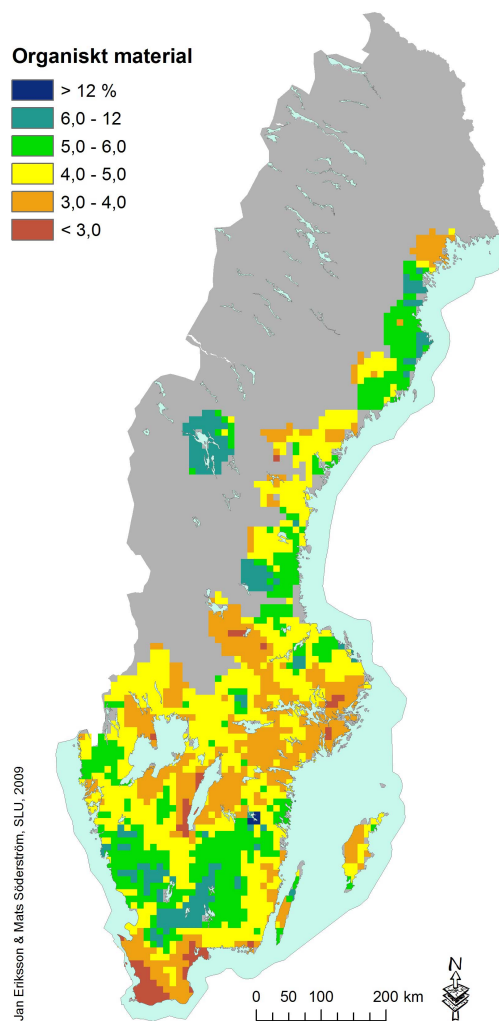 Organiskt material
> 12 %
6,0 - 12
5,0 - 6,0
4,0 - 5,0
3,0 - 4,0
< 3,0
Jan Eriksson & Mats Söderström, SLU, 2009
N
0 50 100 200 km